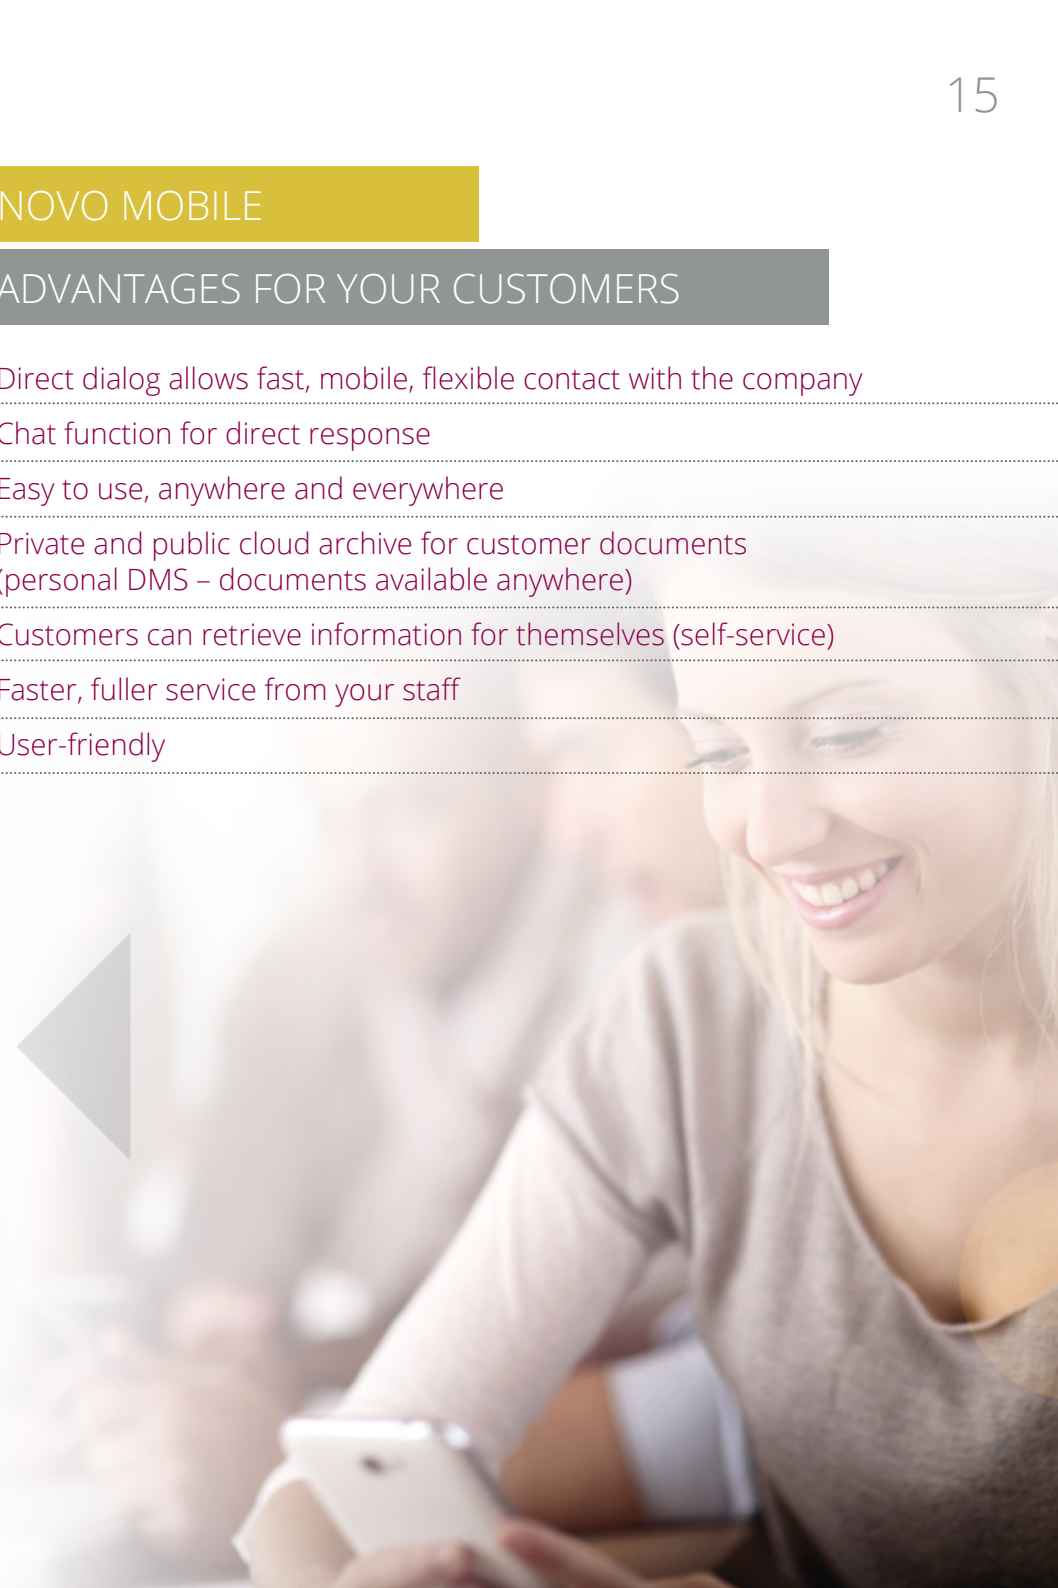 15
NOVO MOBILE
ADVANTAGES FOR YOUR CUSTOMERS
Direct dialog allows fast, mobile, flexible contact with the company
Chat function for direct response
Easy to use, anywhere and everywhere
Private and public cloud archive for customer documents
(personal DMS – documents available anywhere)
Customers can retrieve information for themselves (self-service)
Faster, fuller service from your staff
User-friendly